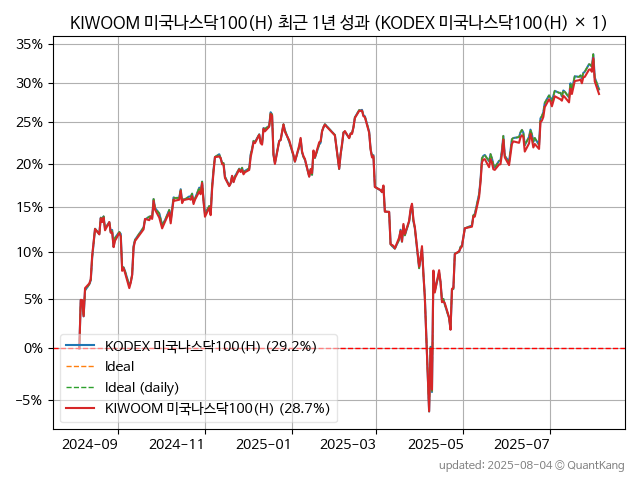 KIWOOM 미국나스닥100(H) 최근 1년 성과 (KODEX 미국나스닥100(H) × 1)
35%
30%
25%
20%
15%
10%
5%
0%
−5%
KODEX 미국나스닥100(H) (29.2%)
Ideal
Ideal (daily)
KIWOOM 미국나스닥100(H) (28.7%)
2024-09
2024-11
2025-01
2025-03
2025-05
2025-07
updated: 2025-08-04 © QuantKang